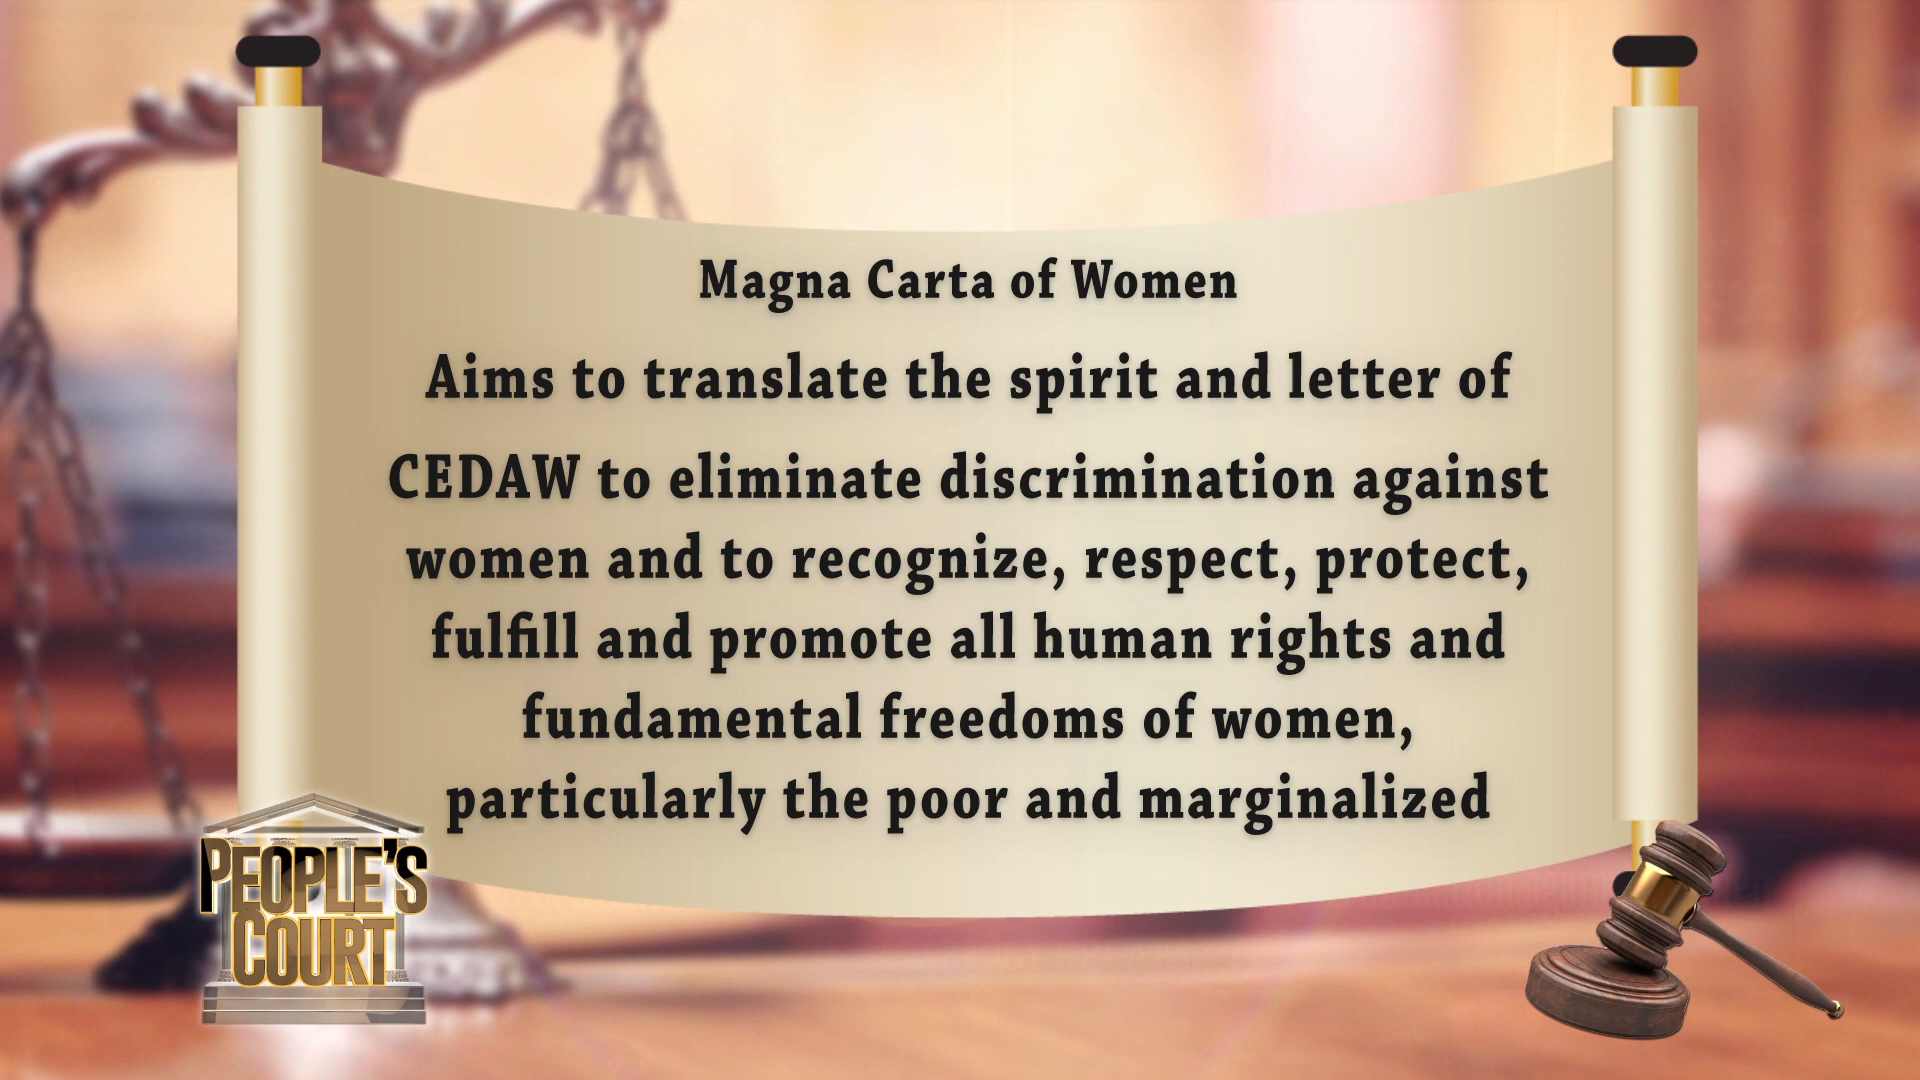 Magna Carta of Women
Aims to translate the spirit and letter of
CEDAW to eliminate discrimination against
women and to recognize, respect, protect,
fulfill and promote all human rights and
fundamental freedoms of women,
particularly the poor and marginalized
PEOPLE'S
COURT